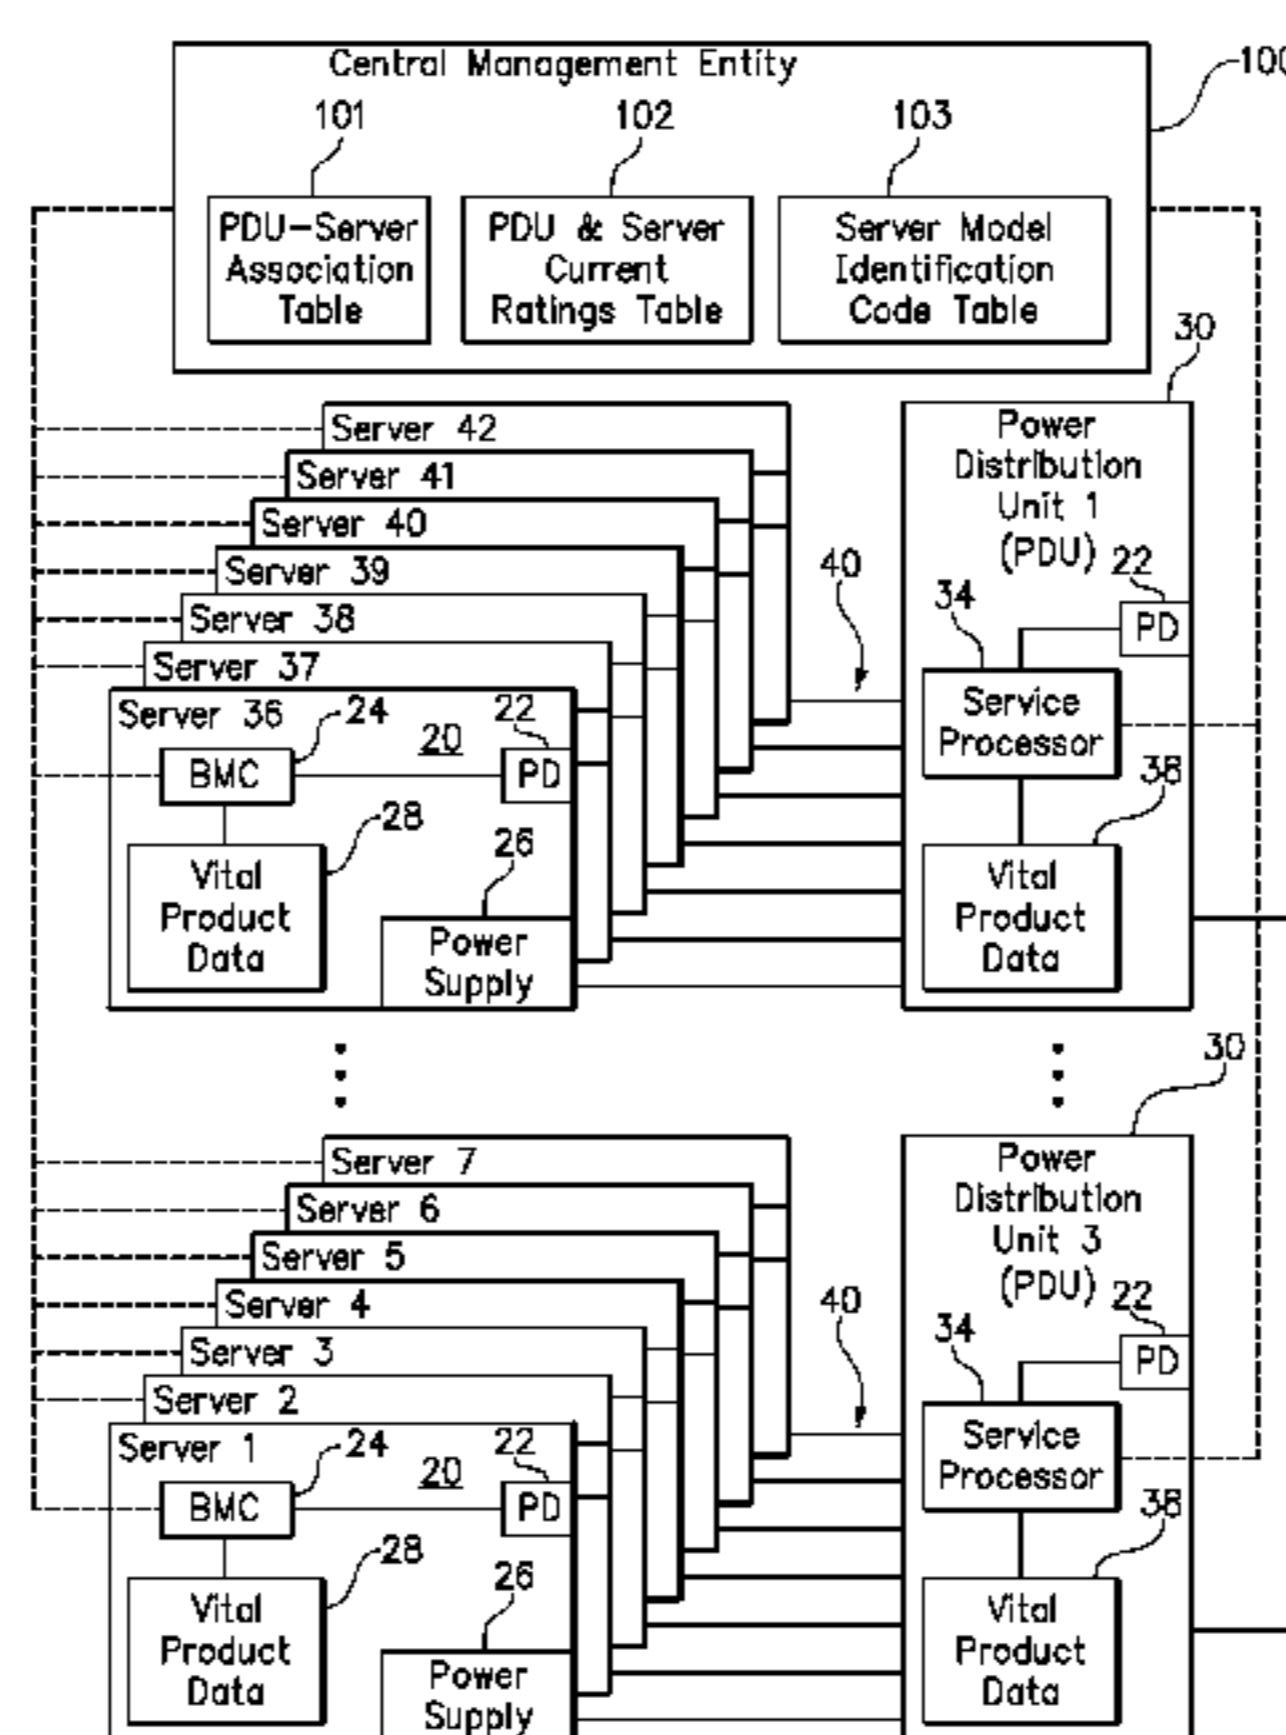 Central Management Entity
100
101
102
103
PDU-Server
Association
Table
PDU & Server
Current
Ratings Table
Server Model
Identification
Code Table
30
Server 42
Server 41
Server 40
Server 39
Server 38
Server 37
Server 36
24
20
22
BMC
PD
28
Vital
Product
Data
26
Power
Supply
40
Power
Distribution
Unit 1
(PDU)
22
PD
34
Service
Processor
38
Vital
Product
Data
30
Server 7
Server 6
Server 5
Server 4
Server 3
Server 2
Server 1
24
20
22
BMC
PD
28
Vital
Product
Data
26
Power
Supply
40
Power
Distribution
Unit 3
(PDU)
22
PD
34
Service
Processor
38
Vital
Product
Data